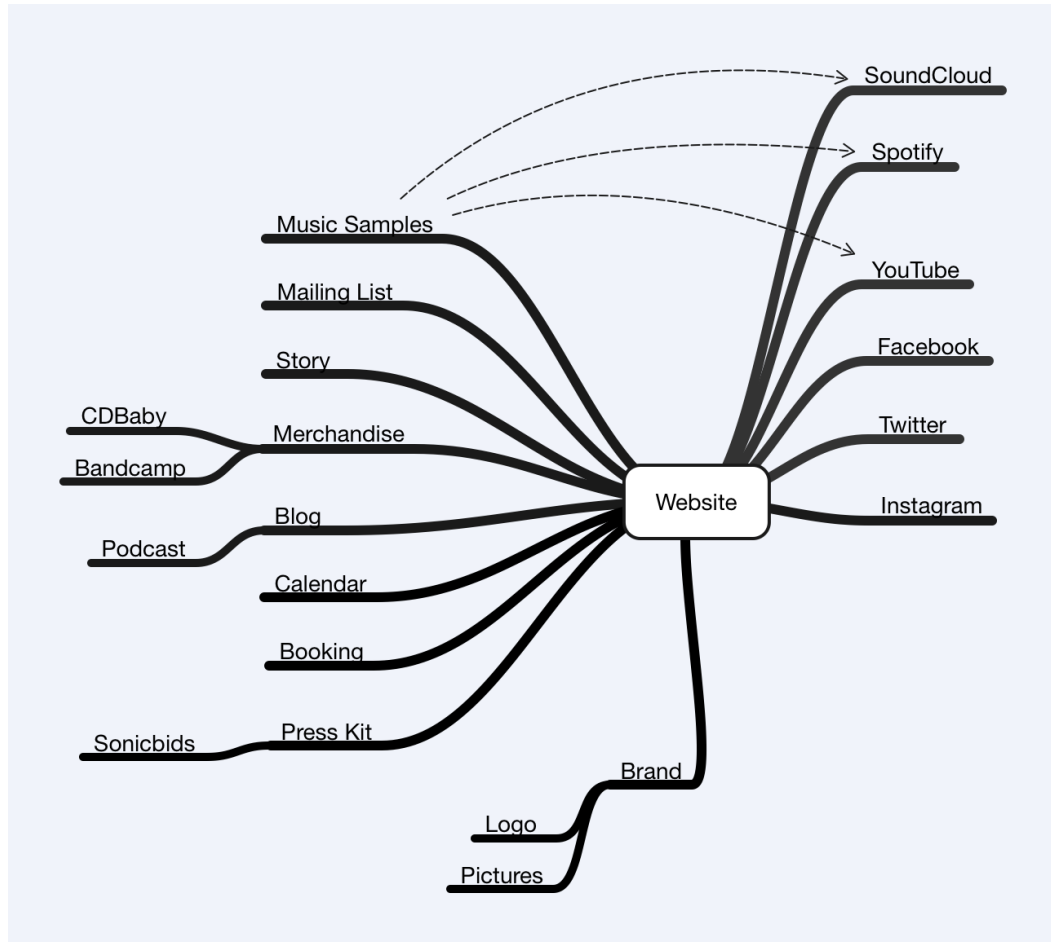 SoundCloud
Spotify
Music Samples
YouTube
Mailing List
Story
Facebook
CDBaby
Merchandise
Twitter
Bandcamp
Website
Instagram
Blog
Podcast
Calendar
Booking
Press Kit
Sonicbids
Brand
Logo
Pictures